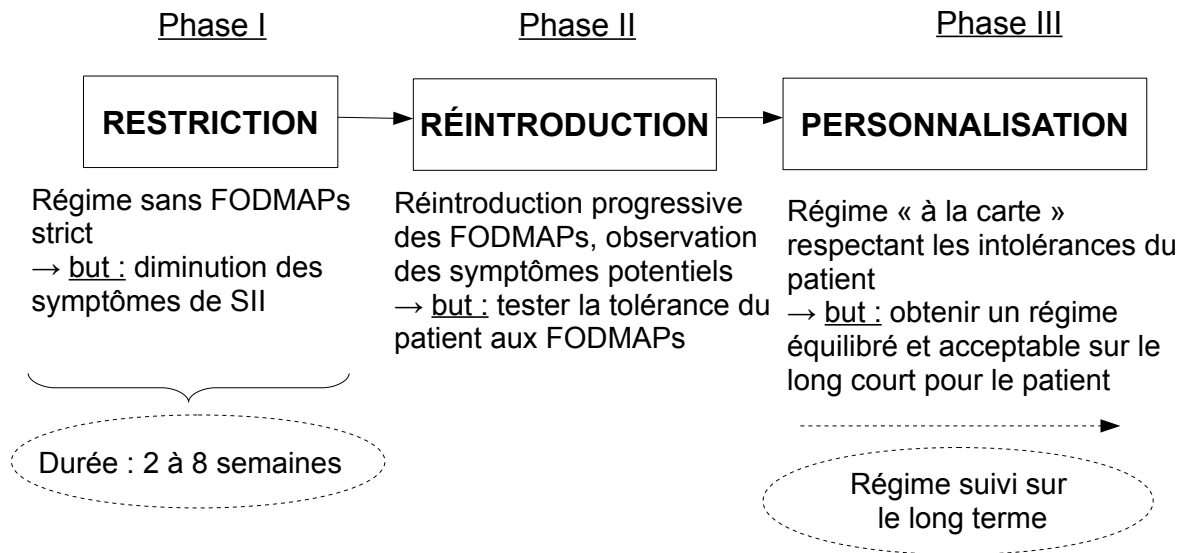 Phase I
Phase II
Phase III
RESTRICTION
RÉINTRODUCTION
PERSONNALISATION
Régime sans FODMAPs
strict
→ but : diminution des
symptômes de SII
Durée : 2 à 8 semaines
Réintroduction progressive
des FODMAPs, observation
des symptômes potentiels
→ but : tester la tolérance du
patient aux FODMAPs
Régime « à la carte »
respectant les intolérances du
patient
→ but : obtenir un régime
équilibré et acceptable sur le
long court pour le patient
Régime suivi sur
le long terme